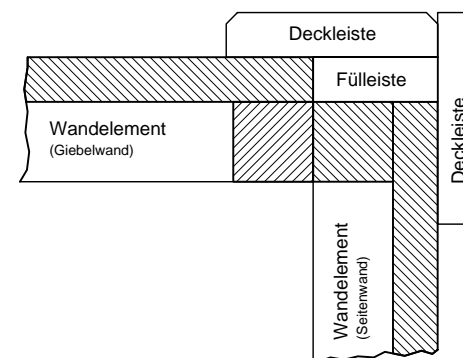 Deckleiste
Fülleiste
Deckleiste
Wandelement
(Giebelwand)
Wandelement
(Seitenwand)